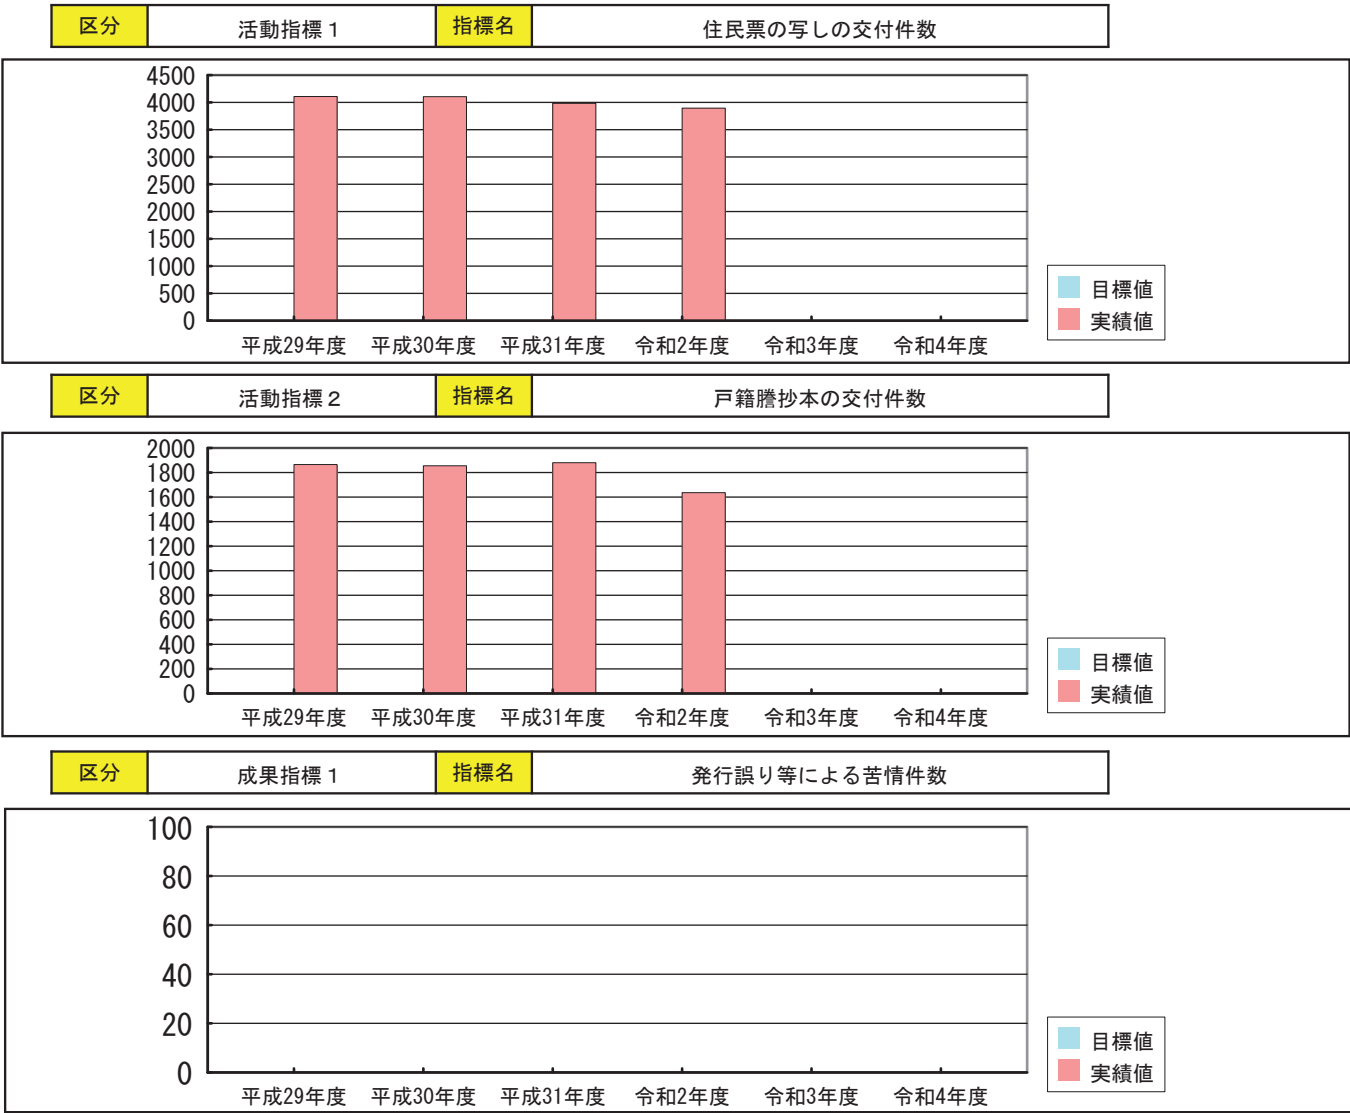 区分 活動指標１ 指標名 住民票の写しの交付件数
4500
4000
3500
3000
2500
2000
1500
1000
500
0
平成29年度 平成30年度 平成31年度 令和2年度 令和3年度 令和4年度
目標値
実績値
区分 活動指標２ 指標名 戸籍謄抄本の交付件数
2000
1800
1600
1400
1200
1000
800
600
400
200
0
平成29年度 平成30年度 平成31年度 令和2年度 令和3年度 令和4年度
目標値
実績値
区分 成果指標１ 指標名 発行誤り等による苦情件数
100
80
60
40
20
0
平成29年度 平成30年度 平成31年度 令和2年度 令和3年度 令和4年度
目標値
実績値